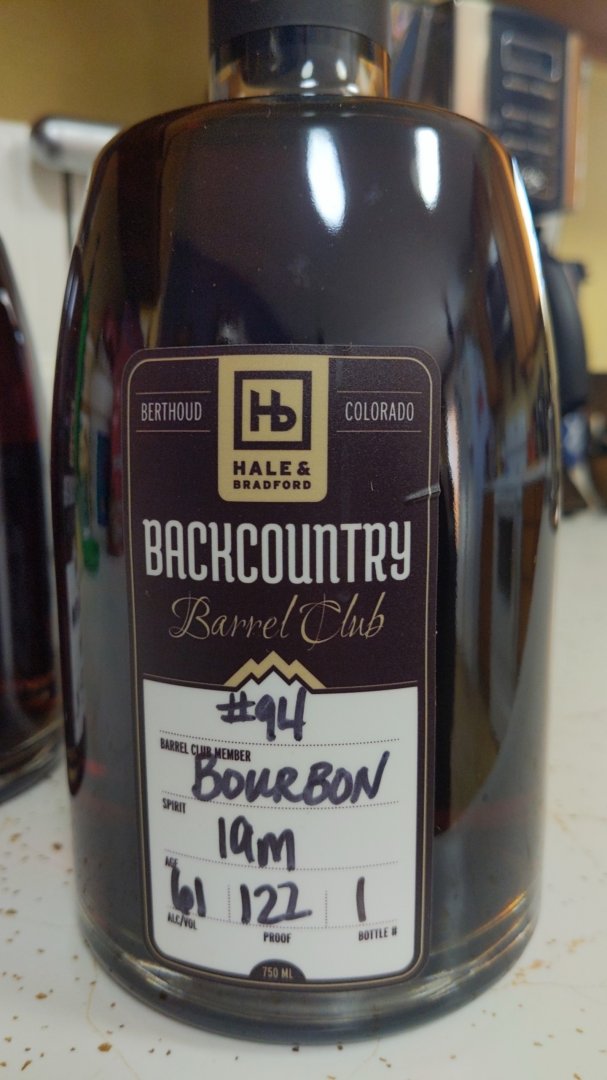 Hb
BERTHOUD COLORADO
HALE &
BRADFORD
BACKCOUNTRY
Barrel Club
#94
BARREL CLUB MEMBER
BOURBON
SPIRIT
19m
AGE
61 122 1
ALC/VOL PROOF BOTTLE #
750 ML